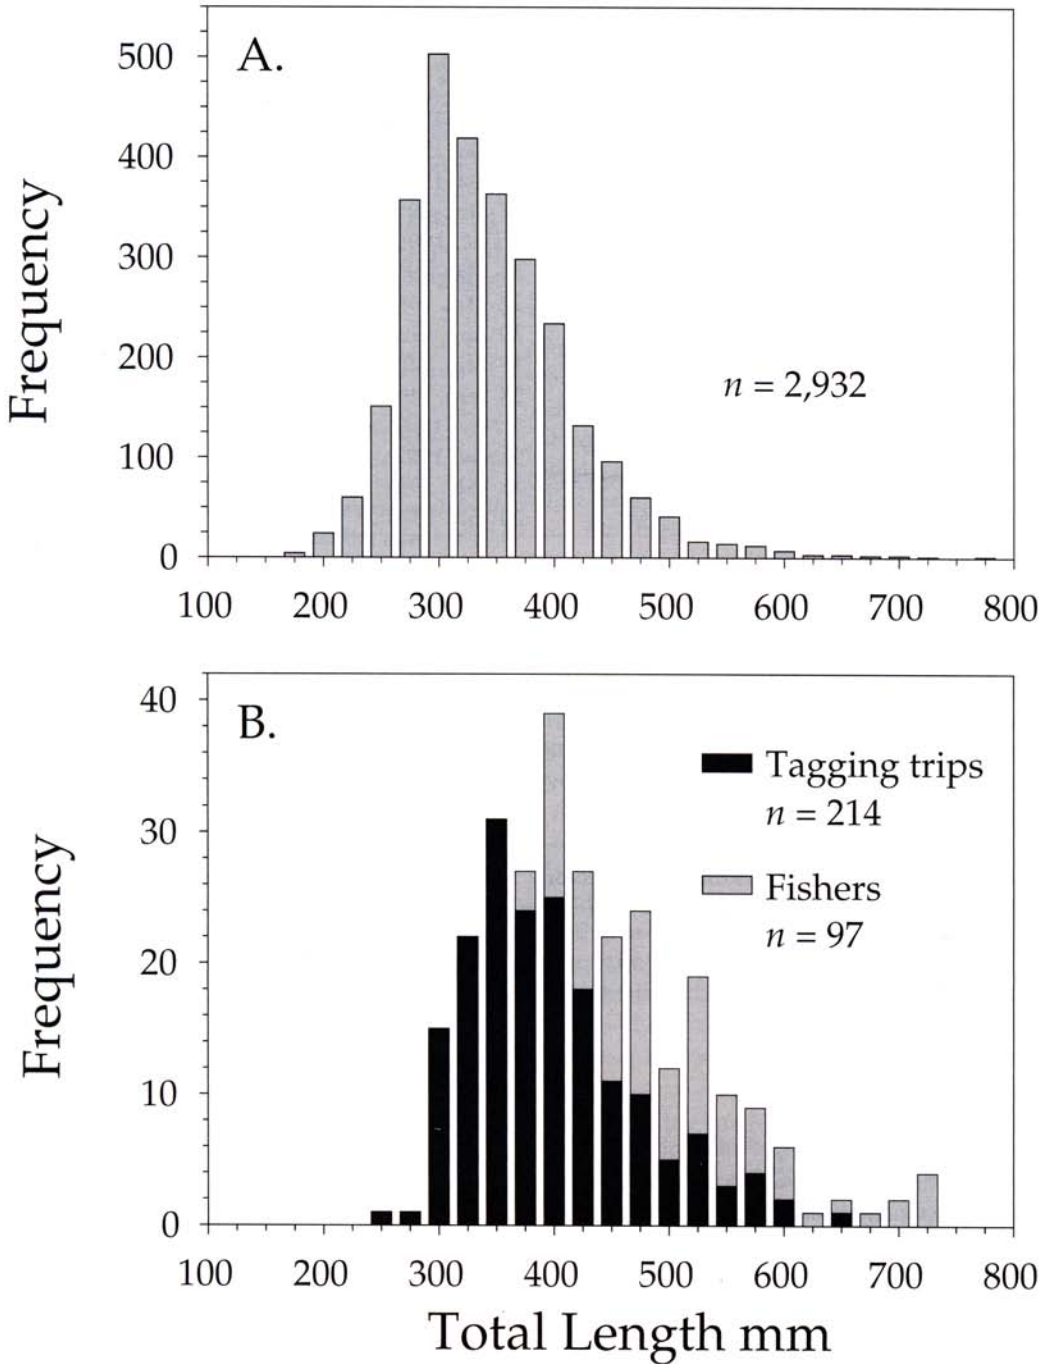 A.
Frequency
500
400
300
200
100
0
n = 2,932
100 200 300 400 500 600 700 800
B.
Frequency
40
30
20
10
0
Tagging trips
n = 214
Fishers
n = 97
100 200 300 400 500 600 700 800
Total Length mm